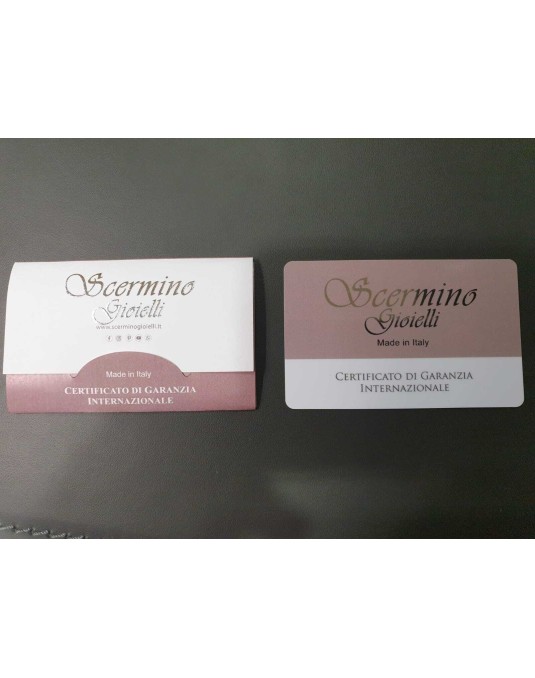 Scermino
Gioielli
www.scerminogioielli.it
Made in Italy
CERTIFICATO DI GARANZIA
INTERNAZIONALE
Scermino
Gioielli
Made in Italy
CERTIFICATO DI GARANZIA
INTERNAZIONALE